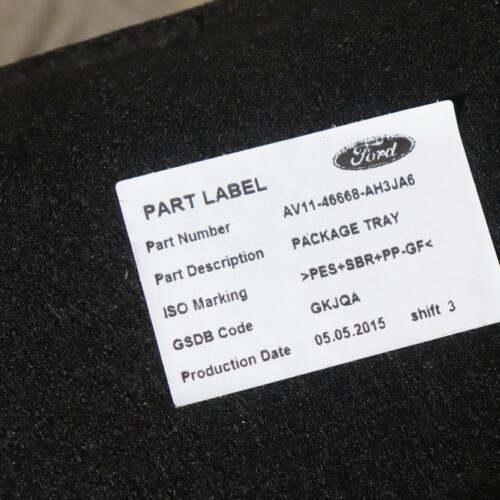 Ford
PART LABEL
Part Number AV11-46668-AH3JA6
Part Description PACKAGE TRAY
ISO Marking >PES+SBR+PP-GF<
GSDB Code GKJQA
Production Date 05.05.2015 shift 3